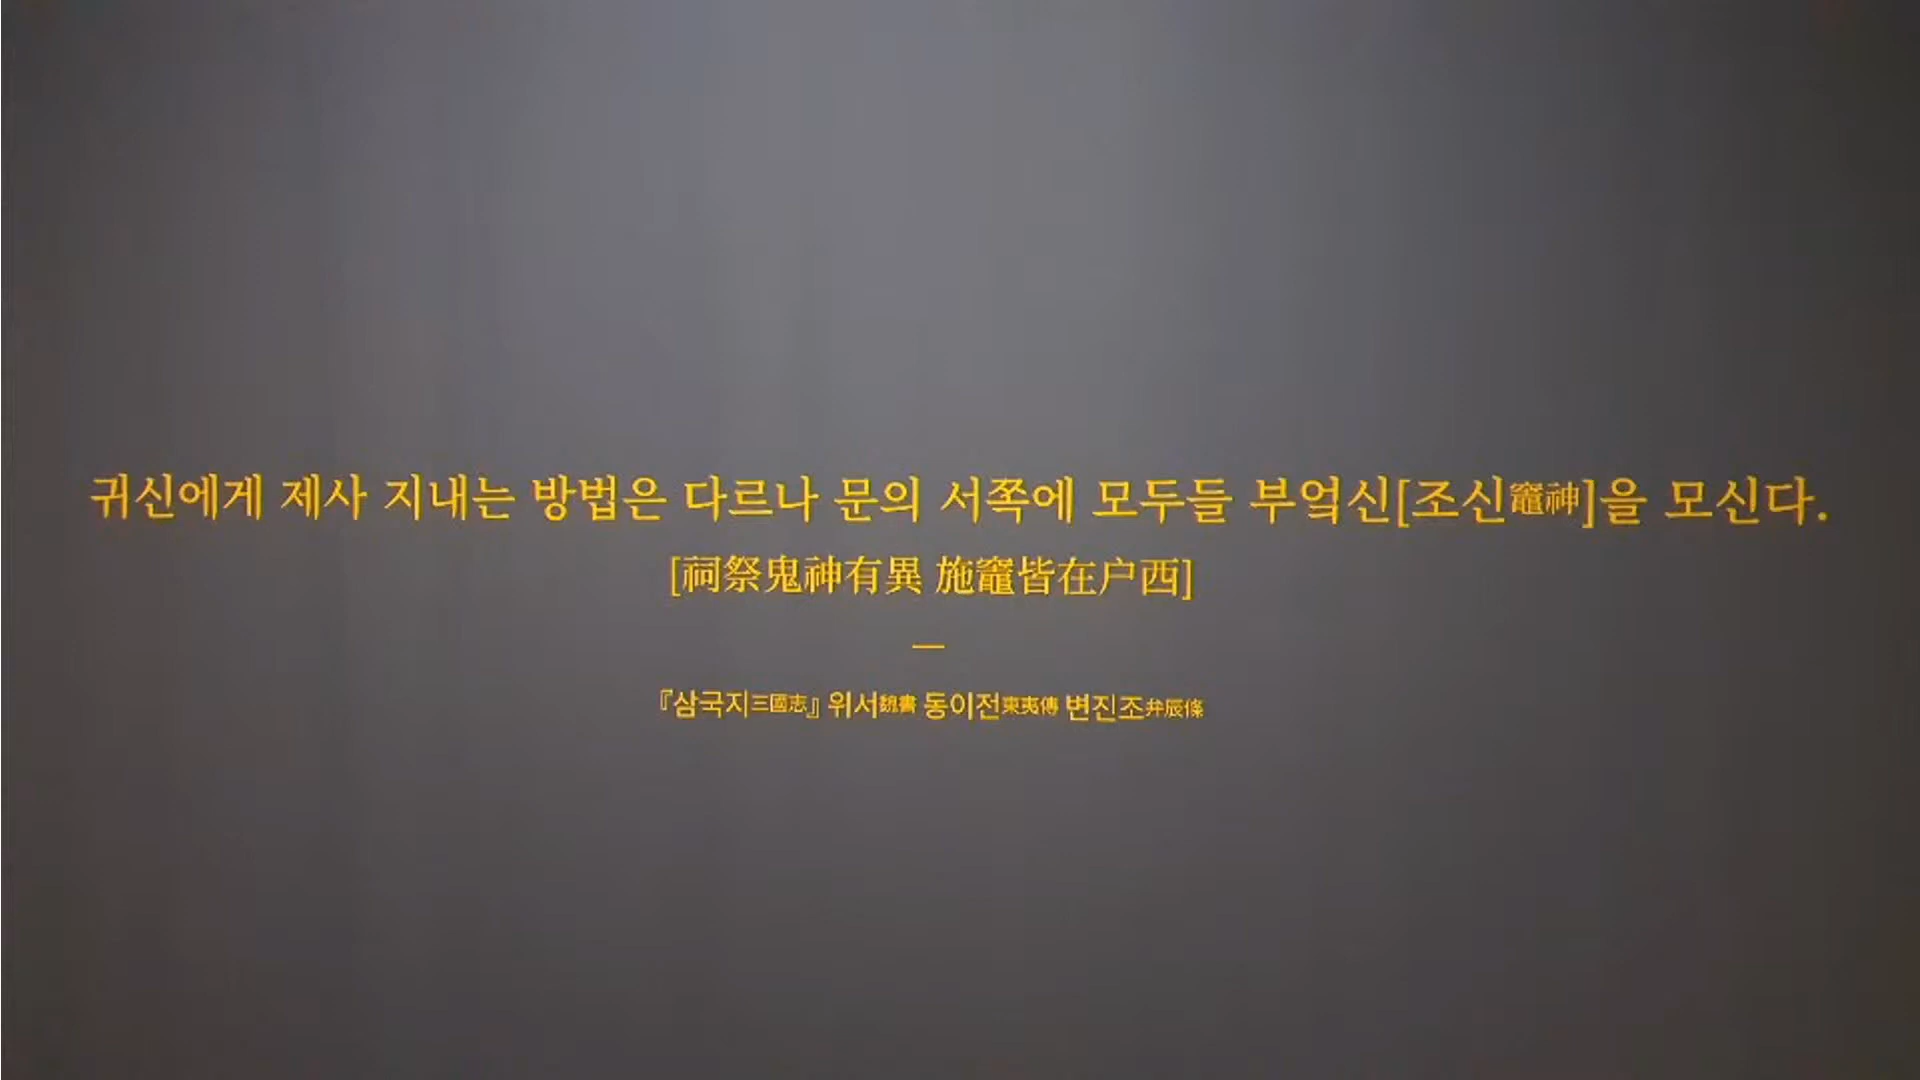 귀신에게 제사 지내는 방법은 다르나 문의 서쪽에 모두들 부엌신[조신竈神]을 모신다.
[祠祭鬼神有異 施竈皆在户西]
—
『삼국지三國志』 위서魏書 동이전東夷傳 변진조弁辰條